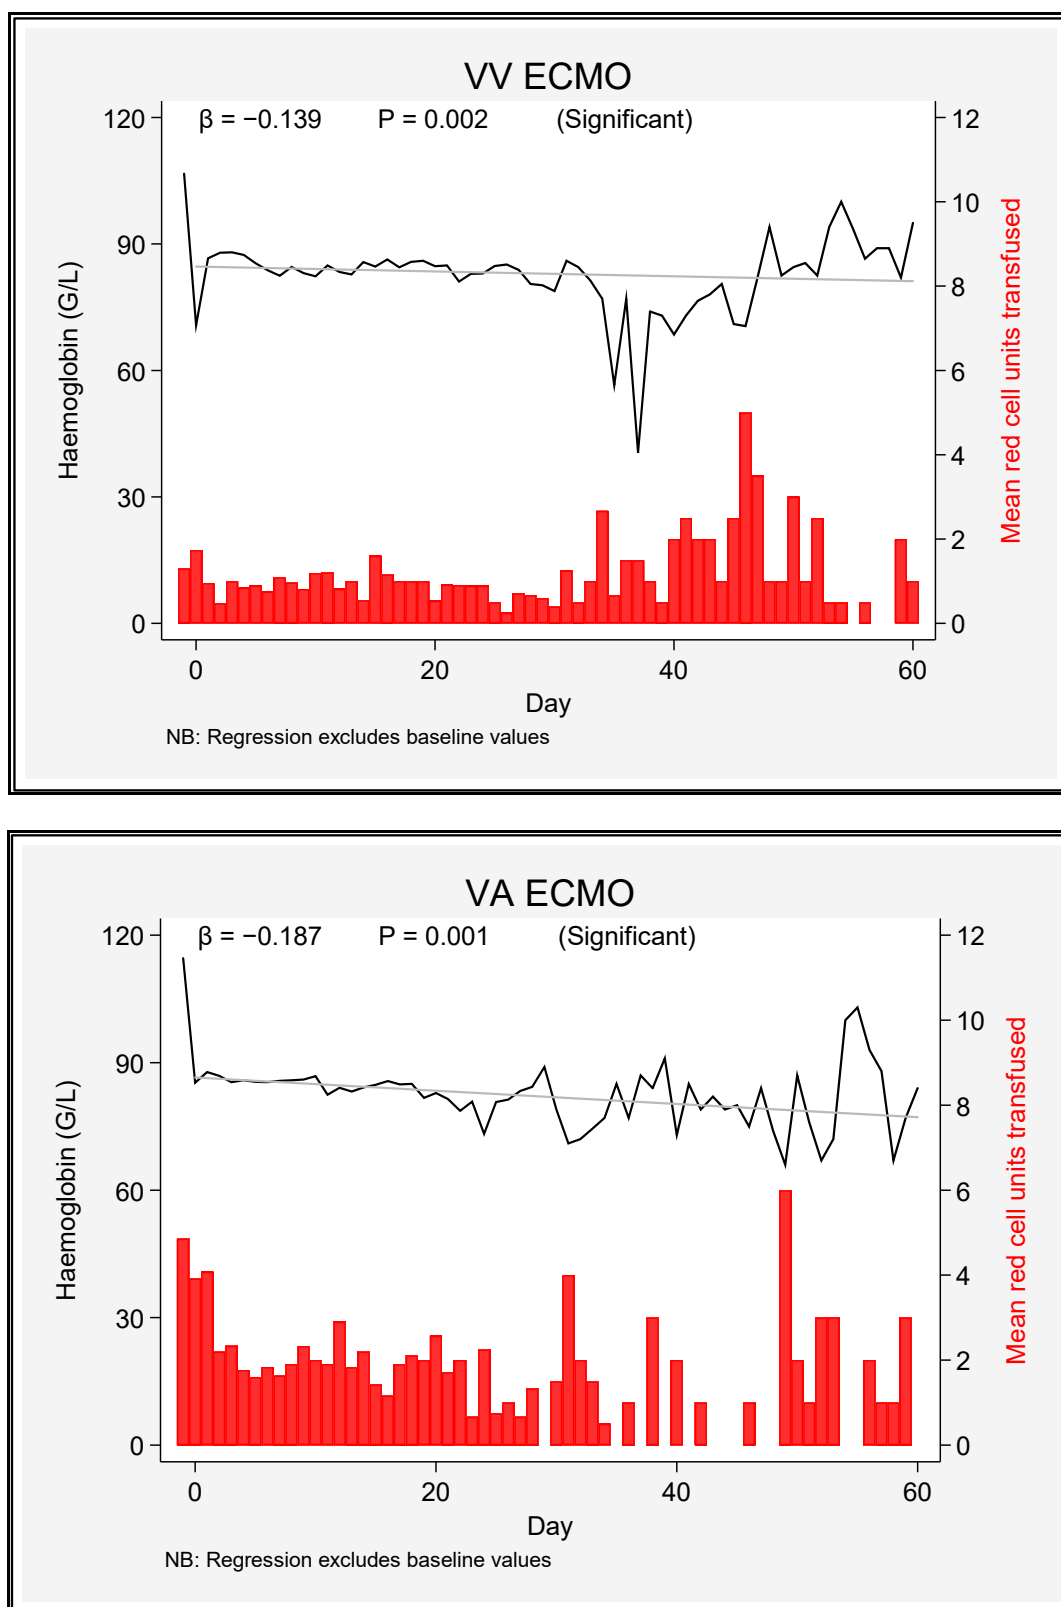 VV ECMO
β = −0.139 P = 0.002 (Significant)
120
90
60
30
0
Haemoglobin (G/L)
12
10
8
6
4
2
0
Mean red cell units transfused
0 20 40 60
Day
NB: Regression excludes baseline values
VA ECMO
β = −0.187 P = 0.001 (Significant)
120
90
60
30
0
Haemoglobin (G/L)
12
10
8
6
4
2
0
Mean red cell units transfused
0 20 40 60
Day
NB: Regression excludes baseline values